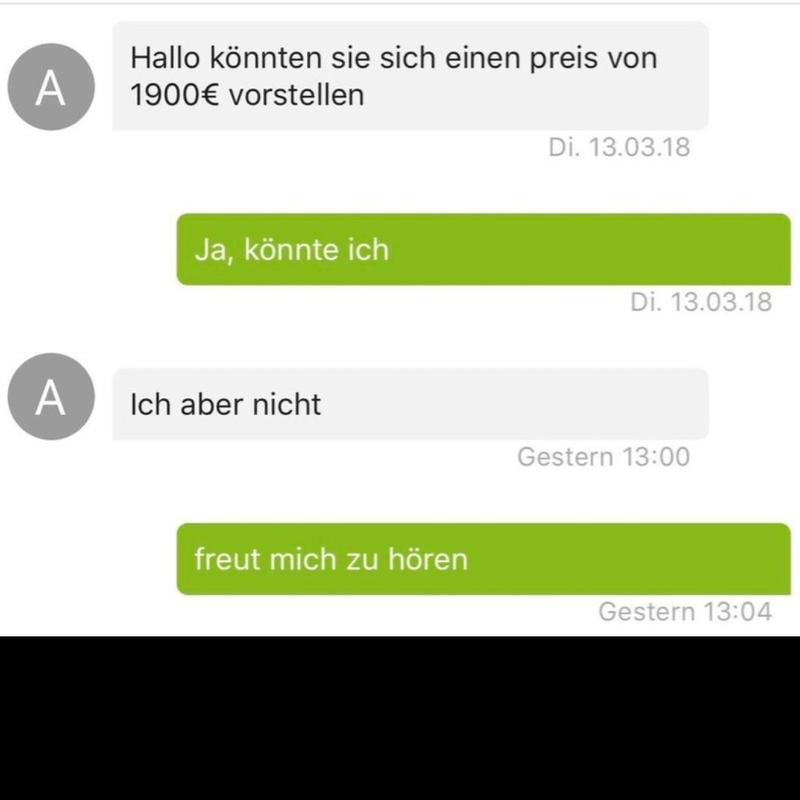 A
Hallo könnten sie sich einen preis von
1900€ vorstellen
Di. 13.03.18
Ja, könnte ich
Di. 13.03.18
A
Ich aber nicht
Gestern 13:00
freut mich zu hören
Gestern 13:04